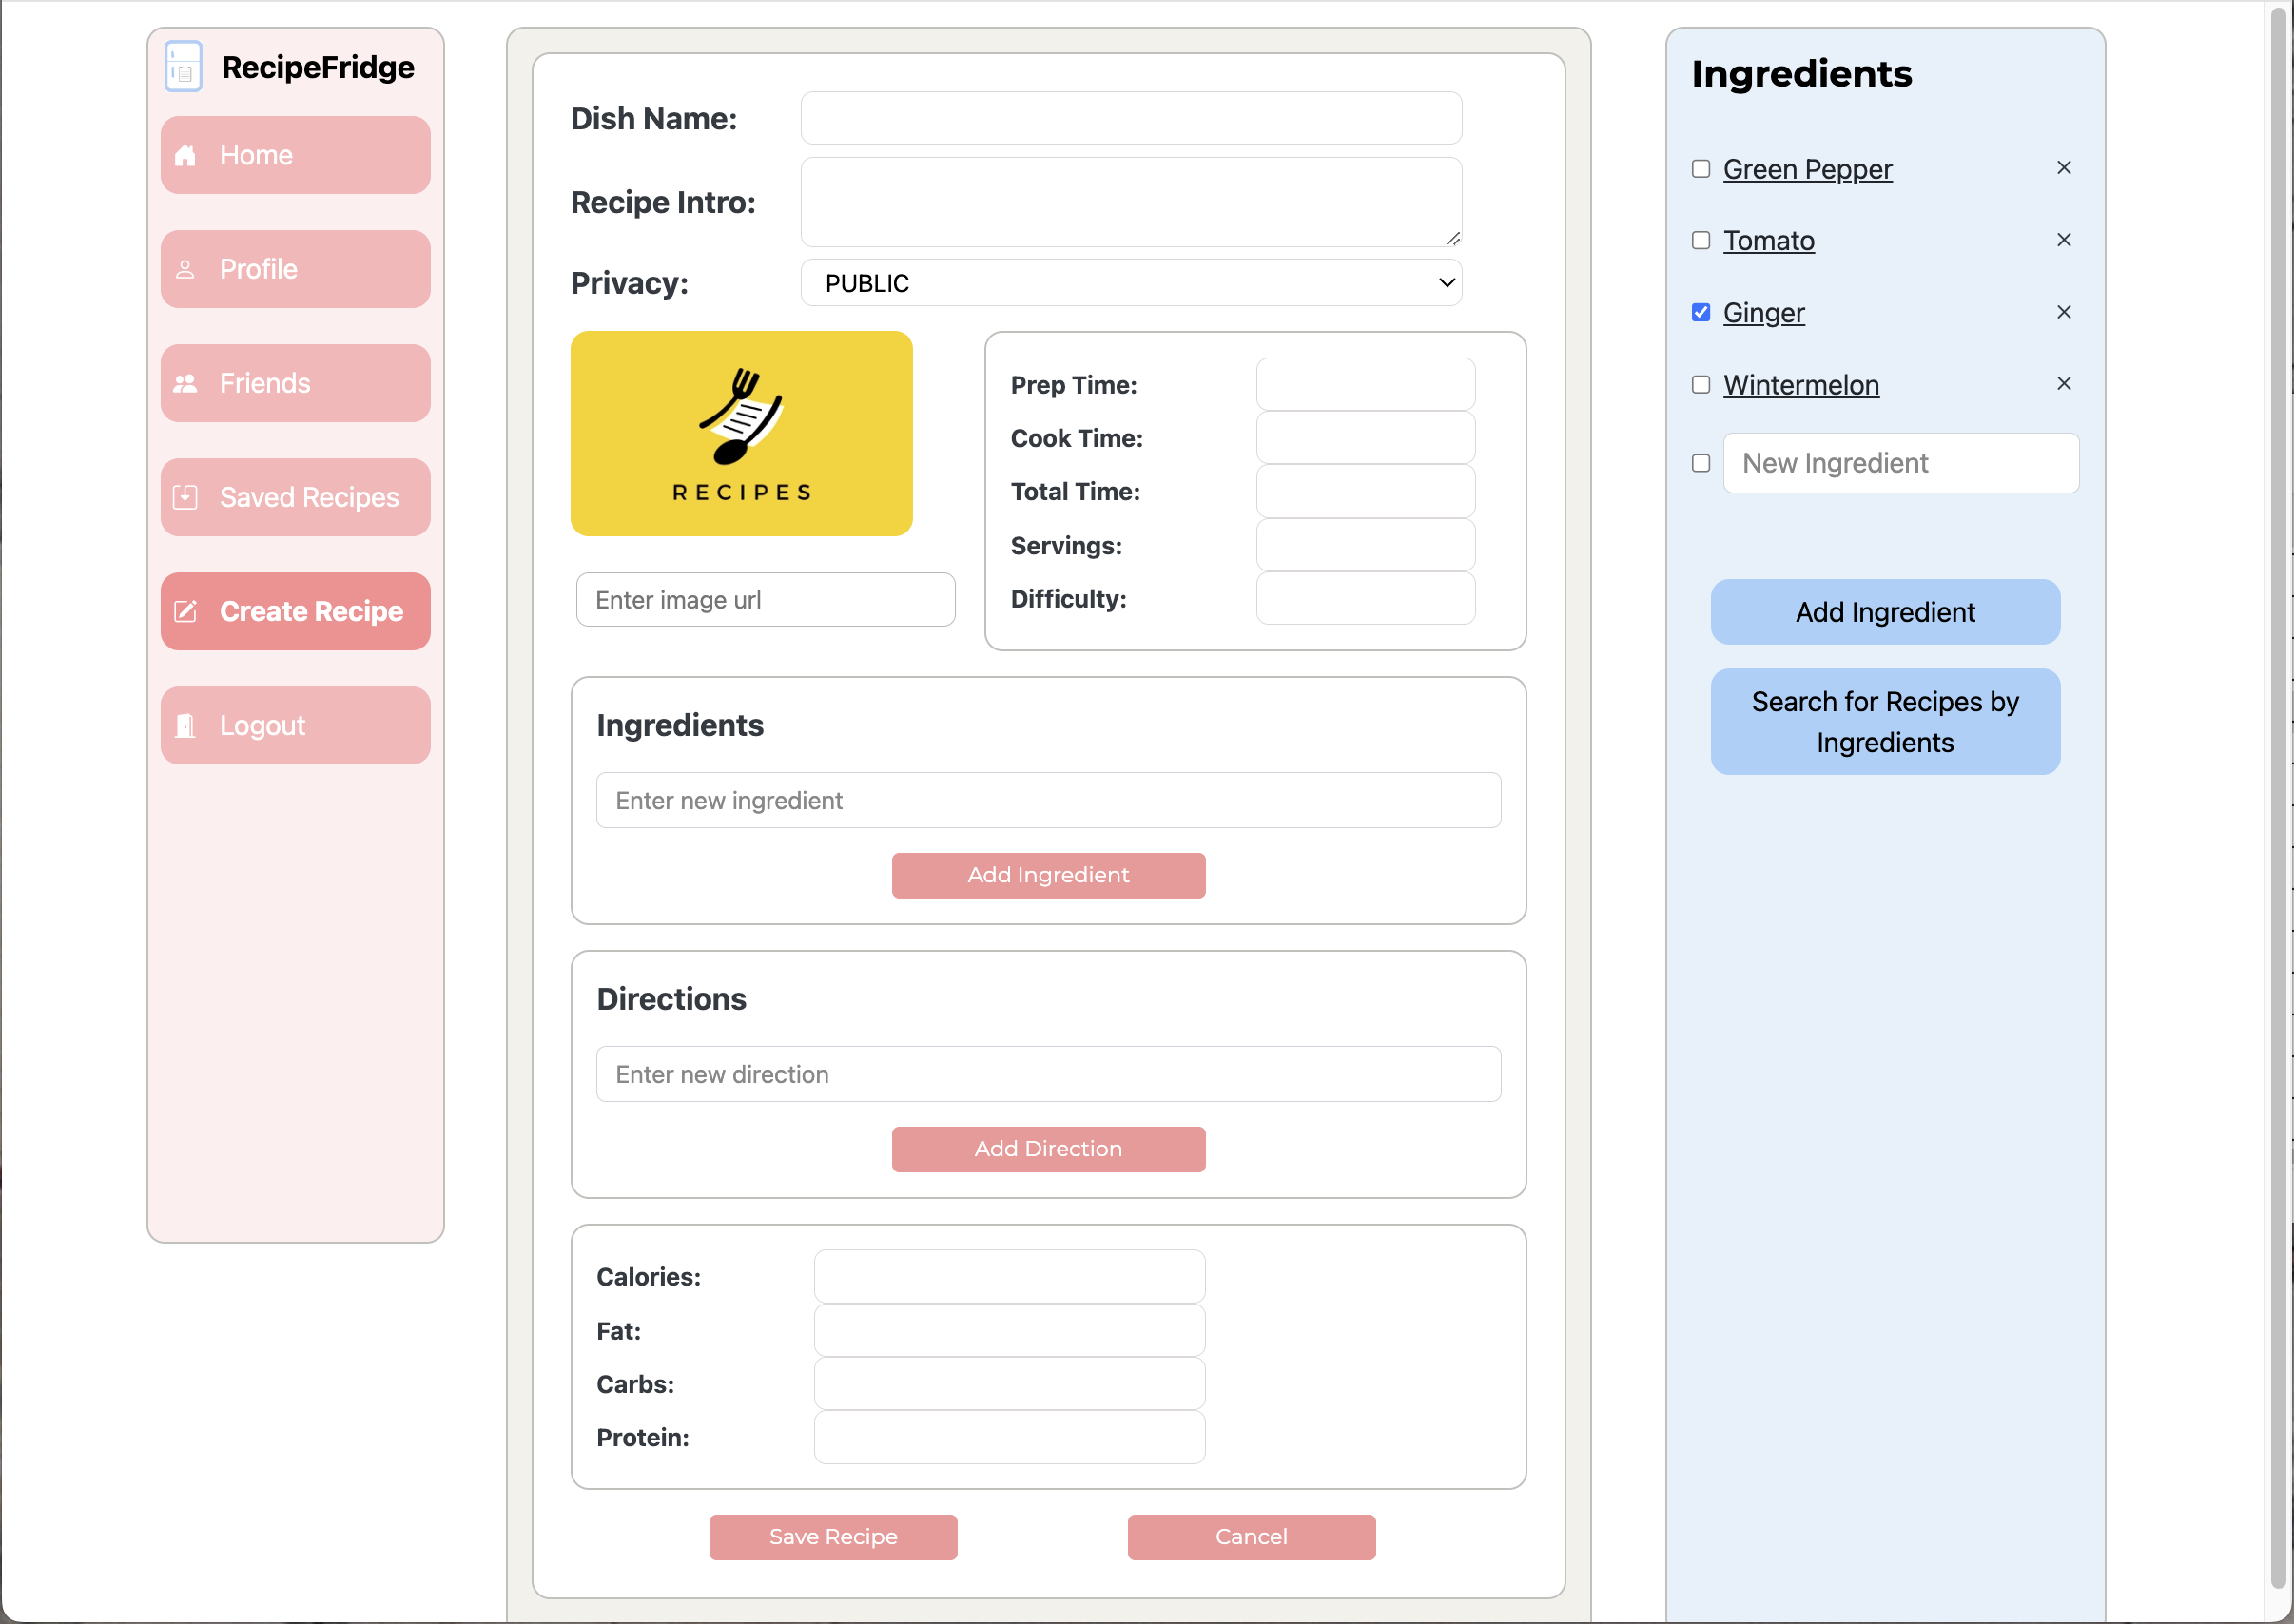 RecipeFridge
Home
Profile
Friends
Saved Recipes
Create Recipe
Logout
Dish Name:
Recipe Intro:
Privacy:
PUBLIC
RECIPES
Enter image url
Prep Time:
Cook Time:
Total Time:
Servings:
Difficulty:
Ingredients
Enter new ingredient
Add Ingredient
Directions
Enter new direction
Add Direction
Calories:
Fat:
Carbs:
Protein:
Save Recipe
Cancel
Ingredients
Green Pepper
Tomato
Ginger
Wintermelon
New Ingredient
Add Ingredient
Search for Recipes by
Ingredients